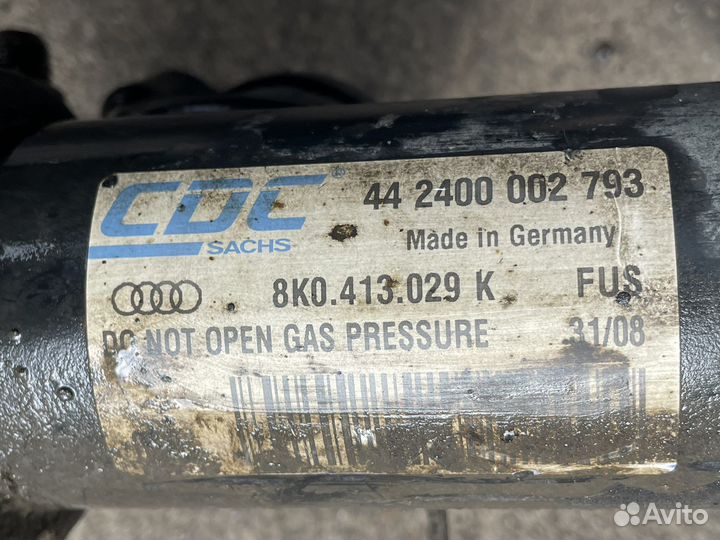 CDC® 44 2400 002 793
SACHS Made in Germany
8K0.413.029 K FUS
DO NOT OPEN GAS PRESSURE 31/08
Avito